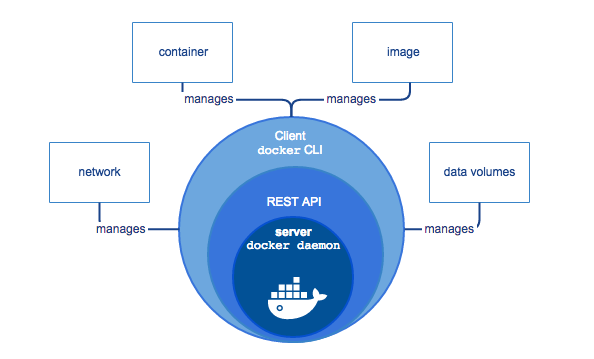 container
image
manages
manages
Client
docker CLI
network
data volumes
REST API
manages
server
manages
docker daemon